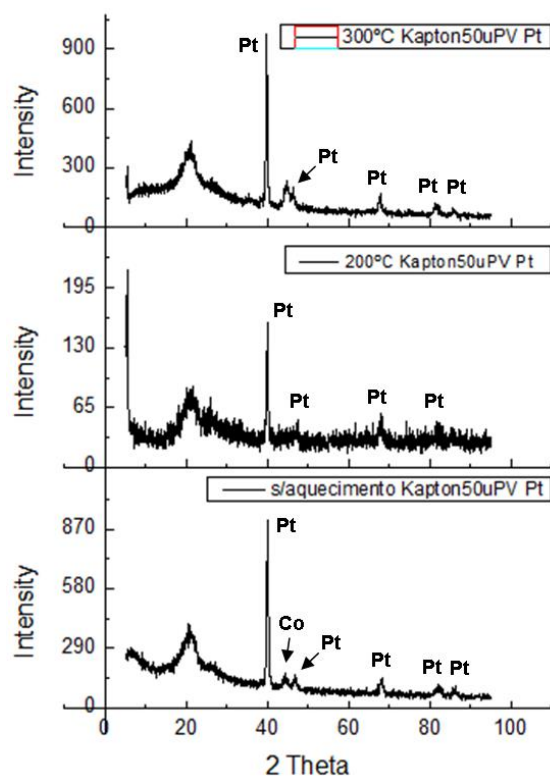 300ºC Kapton50uPV Pt
Intensity
900
600
300
0
Pt
Pt
Pt
Pt
Pt
200ºC Kapton50uPV Pt
Intensity
195
130
65
0
Pt
Pt
Pt
Pt
s/aquecimento Kapton50uPV Pt
Intensity
870
580
290
0
Pt
Co
Pt
Pt
Pt
Pt
0 20 40 60 80 100
2 Theta